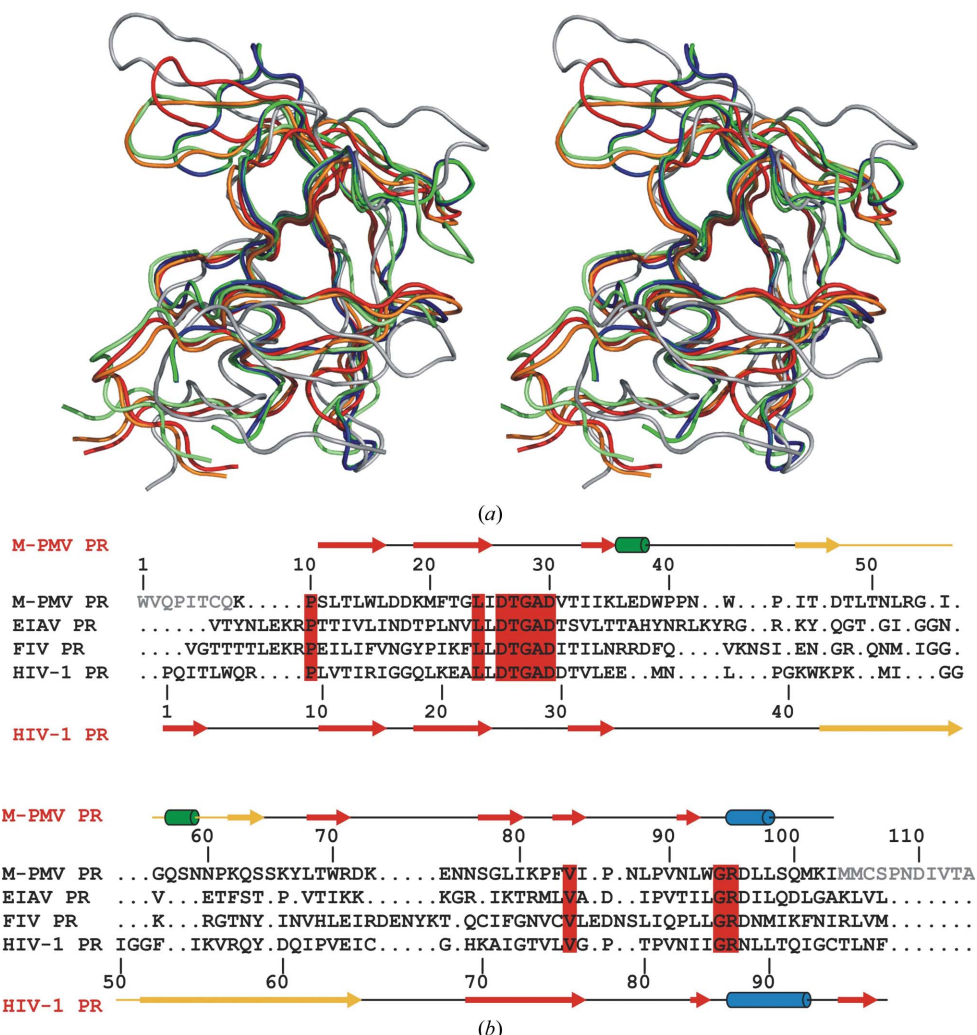 (a)
M-PMV PR
1 10 20 30 40 50
M-PMV PR WVQPITCQK.....PSLTLWLDDKMFTGLIDTGADVTIIKLEDWPPN..W...P.IT.DTLTNLRG.I.
EIAV PR ......VTYNLEKRPTTIVLINDTPLNVLLDTGADTSVLTTAHYNRLKYRG..R.KY.QGT.GI.GGN.
FIV PR ....VGTTTTLEKRPEILIFVNGYPIKFLLDTGADITILNRRDFQ....VKNSI.EN.GR.QNM.IGG.
HIV-1 PR ..PQITLWQR....PLVTIRIGGQLKEALLDTGADDTVLEE..MN....L...PGKWKPK..MI...GG
1 10 20 30 40
HIV-1 PR
M-PMV PR
60 70 80 90 100 110
M-PMV PR ...GQSNNPKQSSKYLTWRDK....ENNSGLIKPFVI.P.NLPVNLWGRDLLSQMKIMMCSPNDIVTA
EIAV PR ...V...ETFST.P.VTIKK.....KGR.IKTRMLVA.D..IPVTILGRDILQDLGAKLVL.......
FIV PR ...K...RGTNY.INVHLEIRDENYKT.QCIFGNVCVLEDNSLIQPLLGRDNMIKFNIRLVM.......
HIV-1 PR IGGF..IKVRQY.DQIPVEIC.....G.HKAIGTVLVG.P.TPVNIIGRNLLTQIGCTLNF.......
50 60 70 80 90
HIV-1 PR
(b)